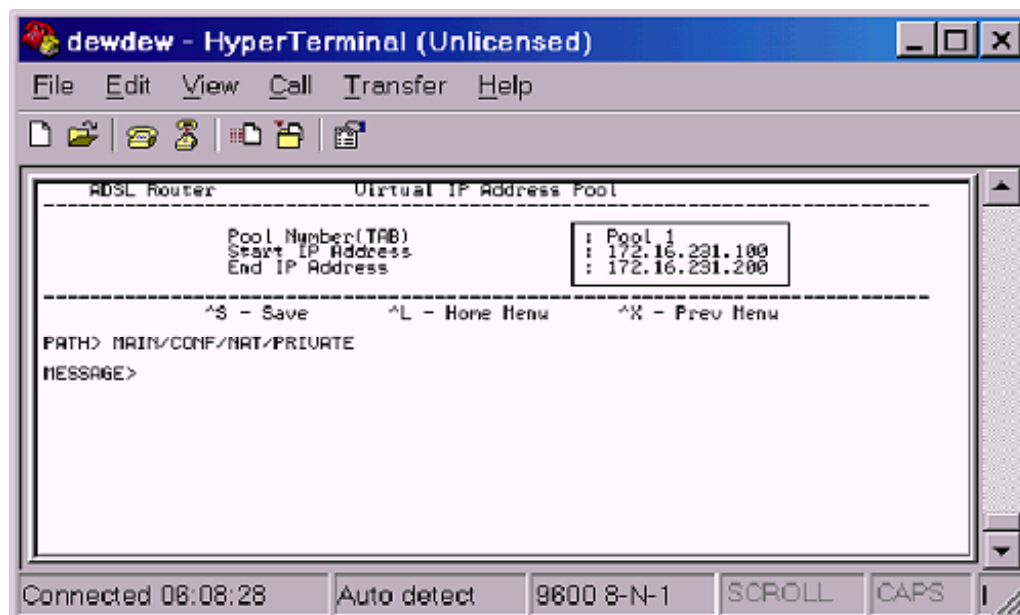 dewdew - HyperTerminal (Unlicensed)
File Edit View Call Transfer Help
ADSL Router Virtual IP Address Pool
Pool Number(TAB) : Pool 1
Start IP Address : 172.16.231.100
End IP Address : 172.16.231.200
^S - Save ^L - Home Menu ^X - Prev Menu
PATH> MAIN/CONF/NAT/PRIVATE
MESSAGE>
Connected 06:08:28 Auto detect 9600 8-N-1 SCROLL CAPS